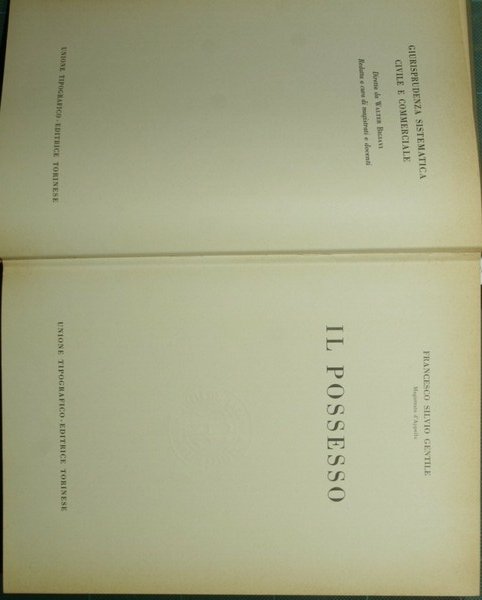 GIURISPRUDENZA SISTEMATICA
CIVILE E COMMERCIALE
Diretta da WALTER BIGIAVI
Redatta a cura di magistrati e docenti
UNIONE TIPOGRAFICO-EDITRICE TORINESE
FRANCESCO SILVIO GENTILE
Magistrato d'Appello
IL POSSESSO
UNIONE TIPOGRAFICO-EDITRICE TORINESE